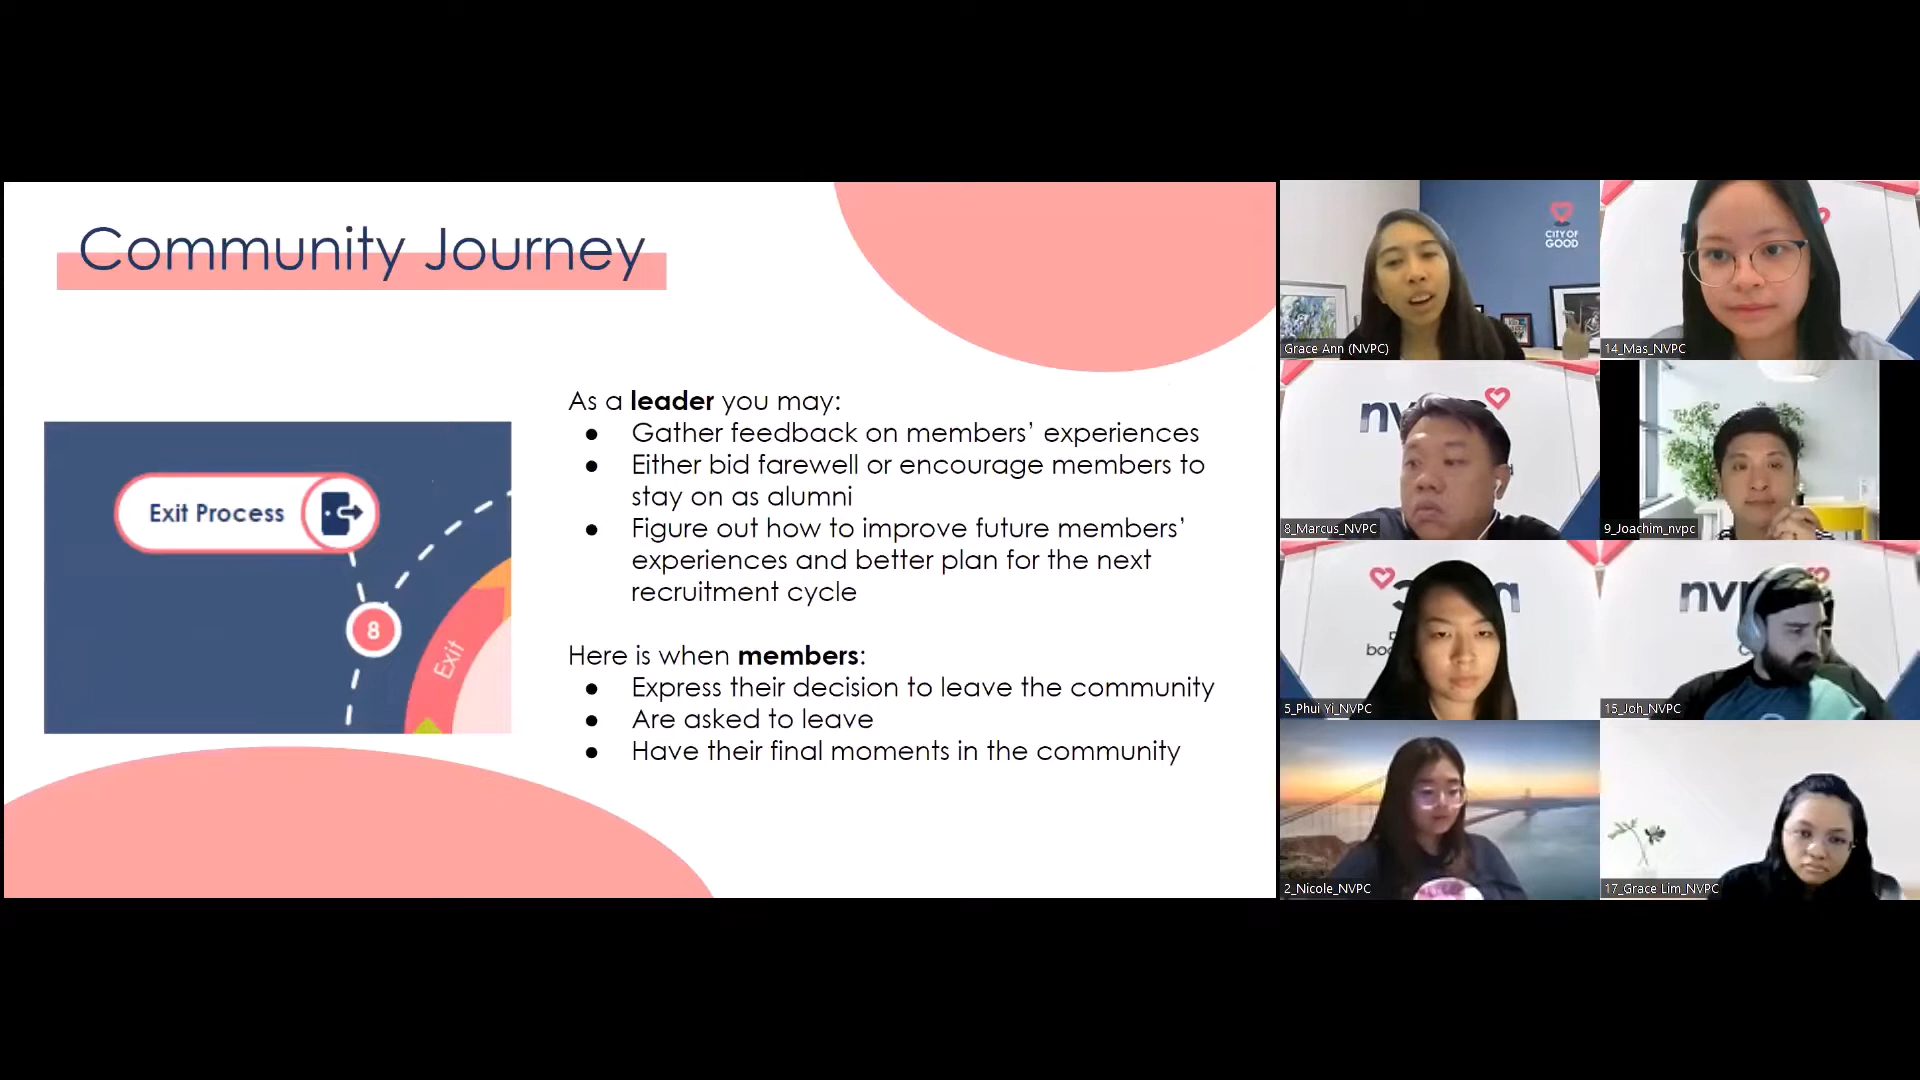 Community Journey
Exit Process
8
Exit
As a leader you may:
● Gather feedback on members’ experiences
● Either bid farewell or encourage members to
stay on as alumni
● Figure out how to improve future members’
experiences and better plan for the next
recruitment cycle
Here is when members:
● Express their decision to leave the community
● Are asked to leave
● Have their final moments in the community
CITY OF
GOOD
Grace Ann (NVPC)
14_Mas_NVPC
8_Marcus_NVPC
9_Joachim_nvpc
5_Phui Yi_NVPC
15_Joh_NVPC
2_Nicole_NVPC
17_Grace Lim_NVPC